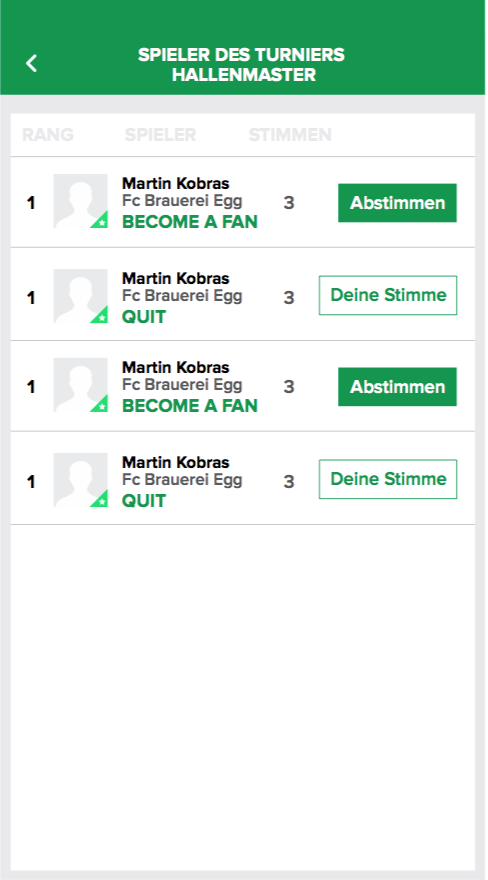 SPIELER DES TURNIERS
HALLENMASTER
RANG SPIELER STIMMEN
Martin Kobras
1 Fc Brauerei Egg 3 Abstimmen
BECOME A FAN
Martin Kobras
1 Fc Brauerei Egg 3 Deine Stimme
QUIT
Martin Kobras
1 Fc Brauerei Egg 3 Abstimmen
BECOME A FAN
Martin Kobras
1 Fc Brauerei Egg 3 Deine Stimme
QUIT